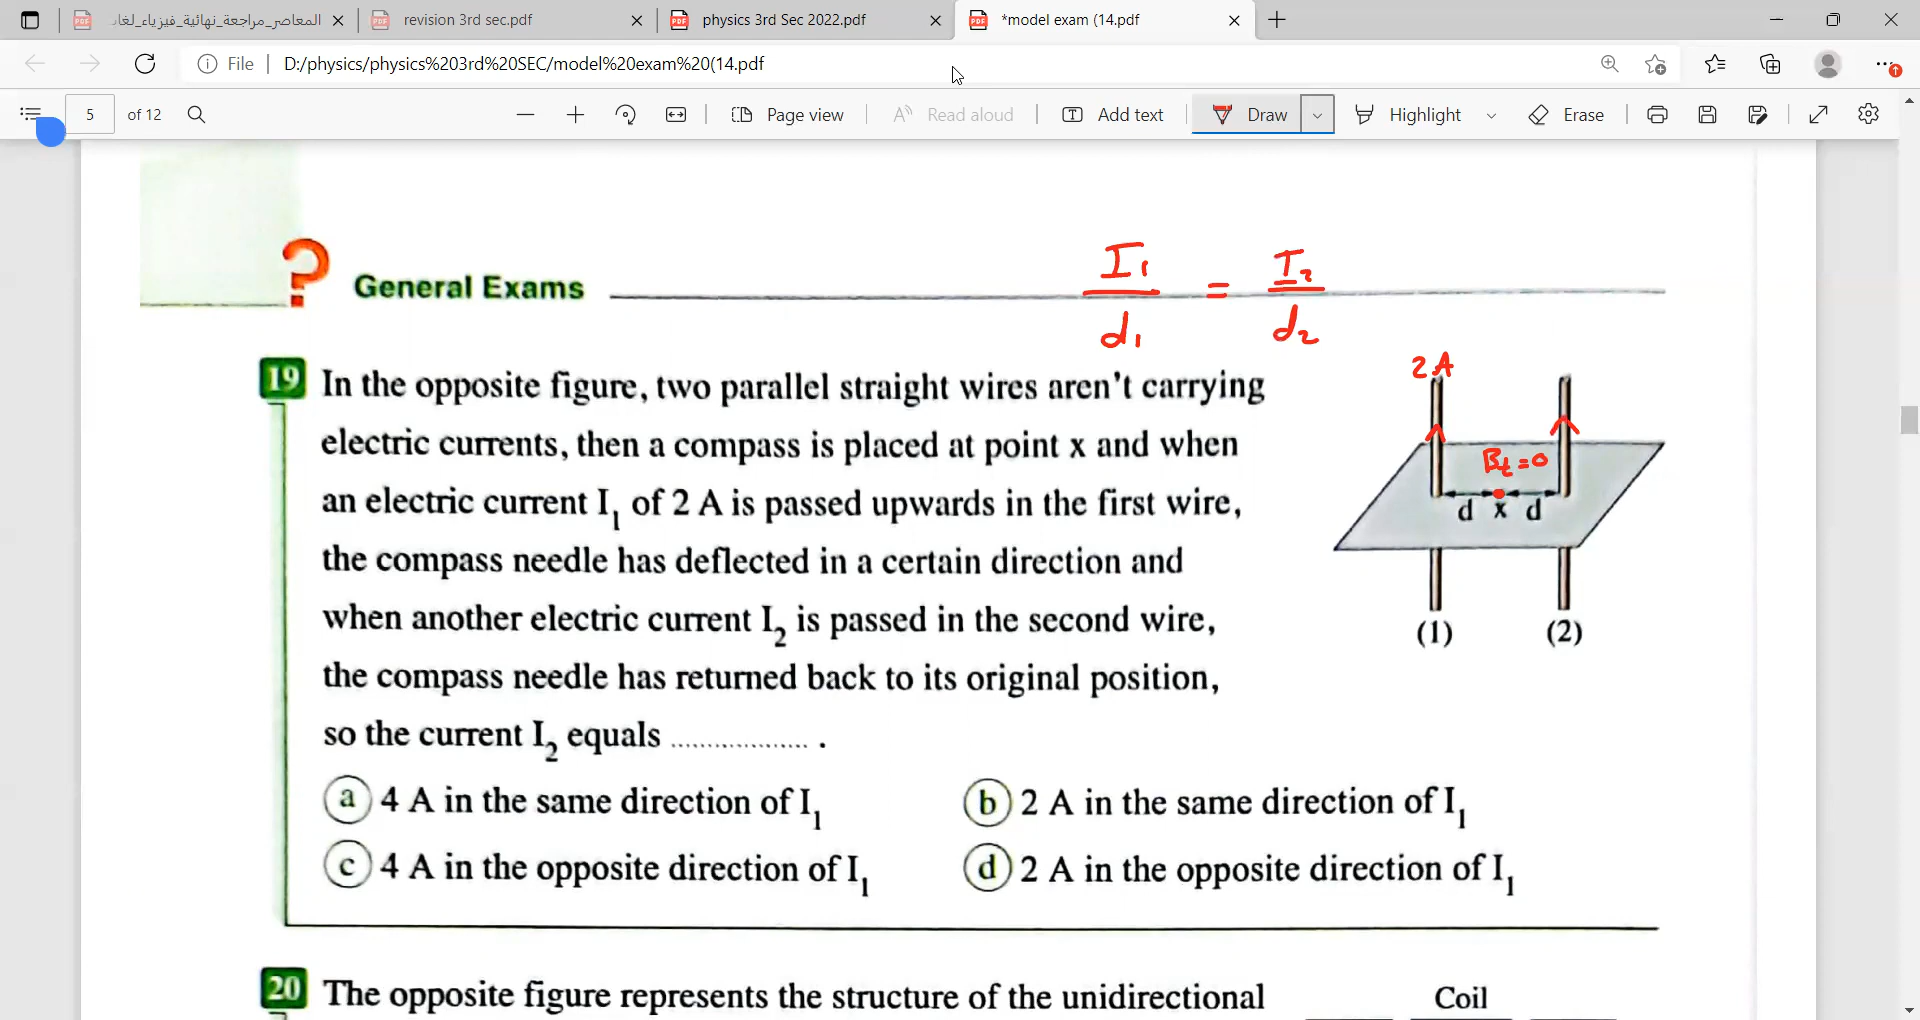 المعاصر_مراجعة_نهائية_فيزياء_لغا
revision 3rd sec.pdf
physics 3rd Sec 2022.pdf
*model exam (14.pdf
File
D:/physics/physics%203rd%20SEC/model%20exam%20(14.pdf
5 of 12
Page view
Read aloud
Add text
Draw
Highlight
Erase
?
General Exams
I1/d1 = I2/d2
19 In the opposite figure, two parallel straight wires aren't carrying
electric currents, then a compass is placed at point x and when
an electric current I1 of 2 A is passed upwards in the first wire,
the compass needle has deflected in a certain direction and
when another electric current I2 is passed in the second wire,
the compass needle has returned back to its original position,
so the current I2 equals .................. .
2A
Bt=0
d x d
(1) (2)
a 4 A in the same direction of I1
b 2 A in the same direction of I1
c 4 A in the opposite direction of I1
d 2 A in the opposite direction of I1
20 The opposite figure represents the structure of the unidirectional
Coil